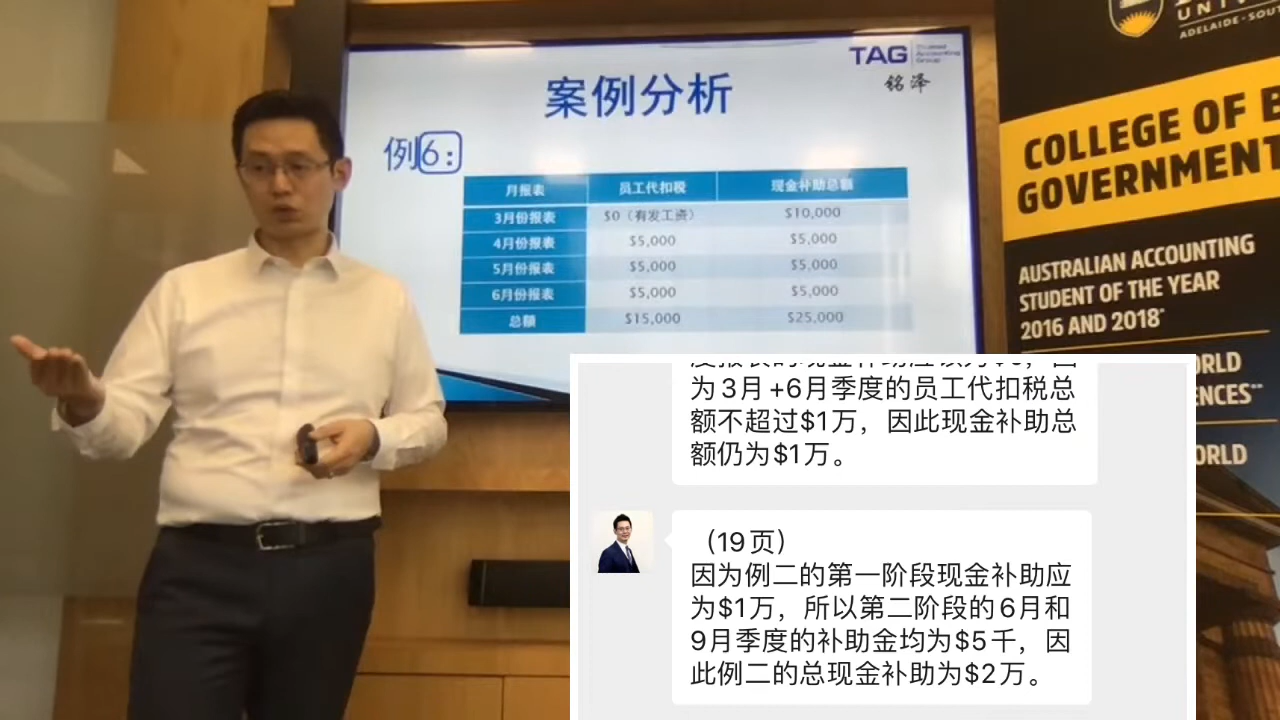 TAG
Trusted
Accounting
Group
铭泽
案例分析
例6：
月报表 员工代扣税 现金补助总额
3月份报表 $0（有发工资） $10,000
4月份报表 $5,000 $5,000
5月份报表 $5,000 $5,000
6月份报表 $5,000 $5,000
总额 $15,000 $25,000
ADELAIDE · SOUT
COLLEGE OF B
GOVERNMENT
AUSTRALIAN ACCOUNTING
STUDENT OF THE YEAR
2016 AND 2018*
ORLD
ENCES**
ORLD
为3月+6月季度的员工代扣税总
额不超过$1万，因此现金补助总
额仍为$1万。
（19页）
因为例二的第一阶段现金补助应
为$1万，所以第二阶段的6月和
9月季度的补助金均为$5千，因
此例二的总现金补助为$2万。